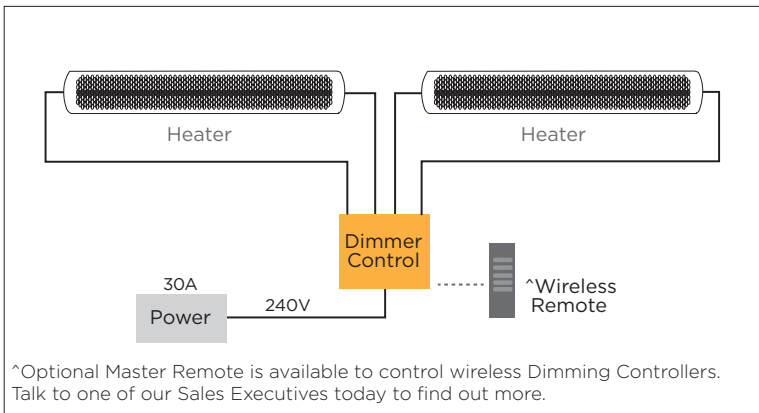 Heater
Heater
Dimmer
Control
30A
Power
240V
^Wireless
Remote
^Optional Master Remote is available to control wireless Dimming Controllers.
Talk to one of our Sales Executives today to find out more.